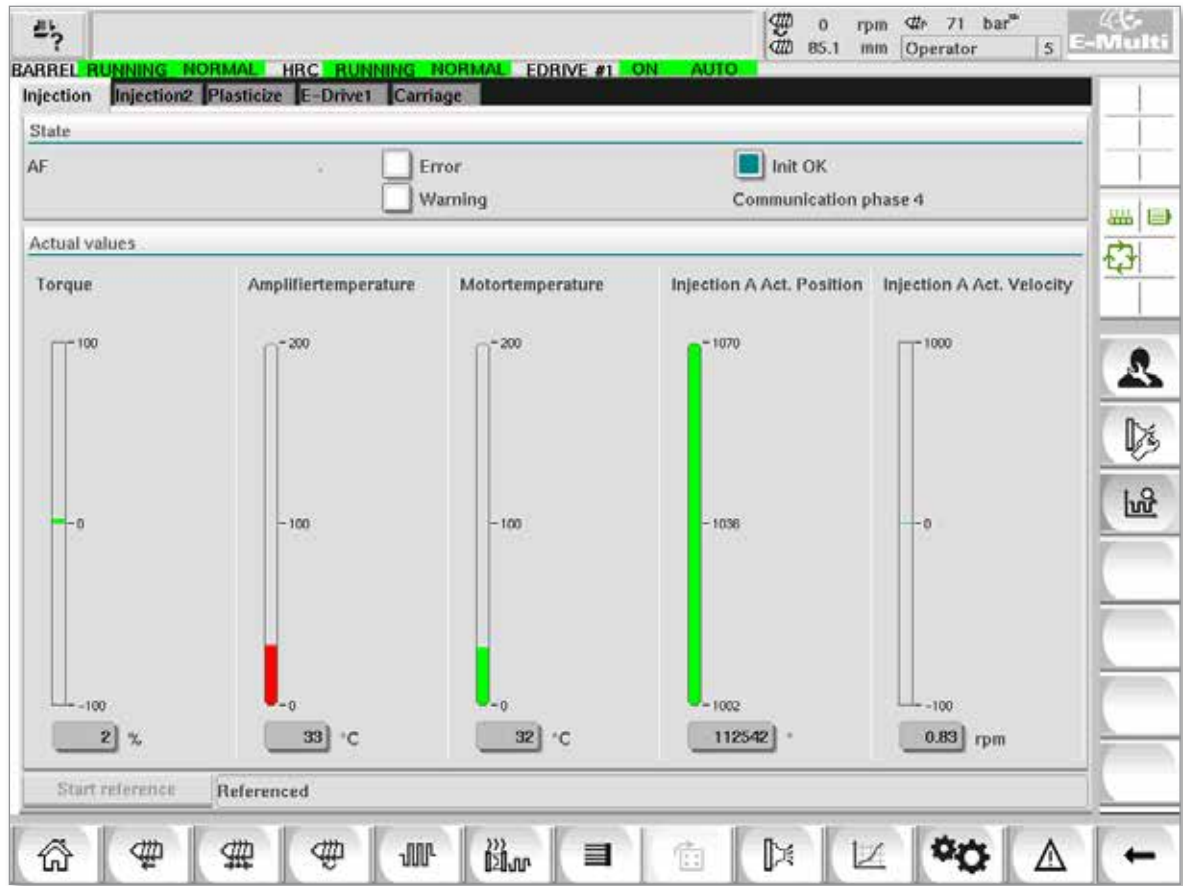 0 rpm 71 barᵐ
? 85.1 mm Operator 5 E-Multi
BARREL RUNNING NORMAL HRC RUNNING NORMAL EDRIVE #1 ON AUTO
Injection Injection2 Plasticize E-Drive1 Carriage
State
AF Error Init OK
Warning Communication phase 4
Actual values
Torque Amplifiertemperature Motortemperature Injection A Act. Position Injection A Act. Velocity
100 200 200 1070 1000
0 100 100 1036 0
-100 0 0 1002 -100
2 % 33 °C 32 °C 112542 ° 0.83 rpm
Start reference Referenced